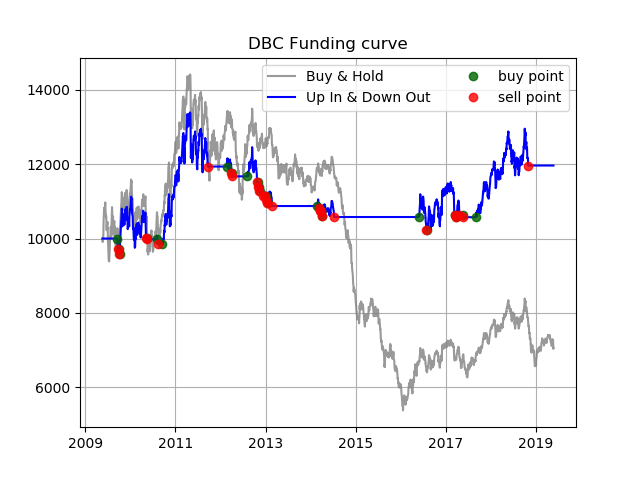 DBC Funding curve
Buy & Hold
Up In & Down Out
buy point
sell point
14000
12000
10000
8000
6000
2009 2011 2013 2015 2017 2019